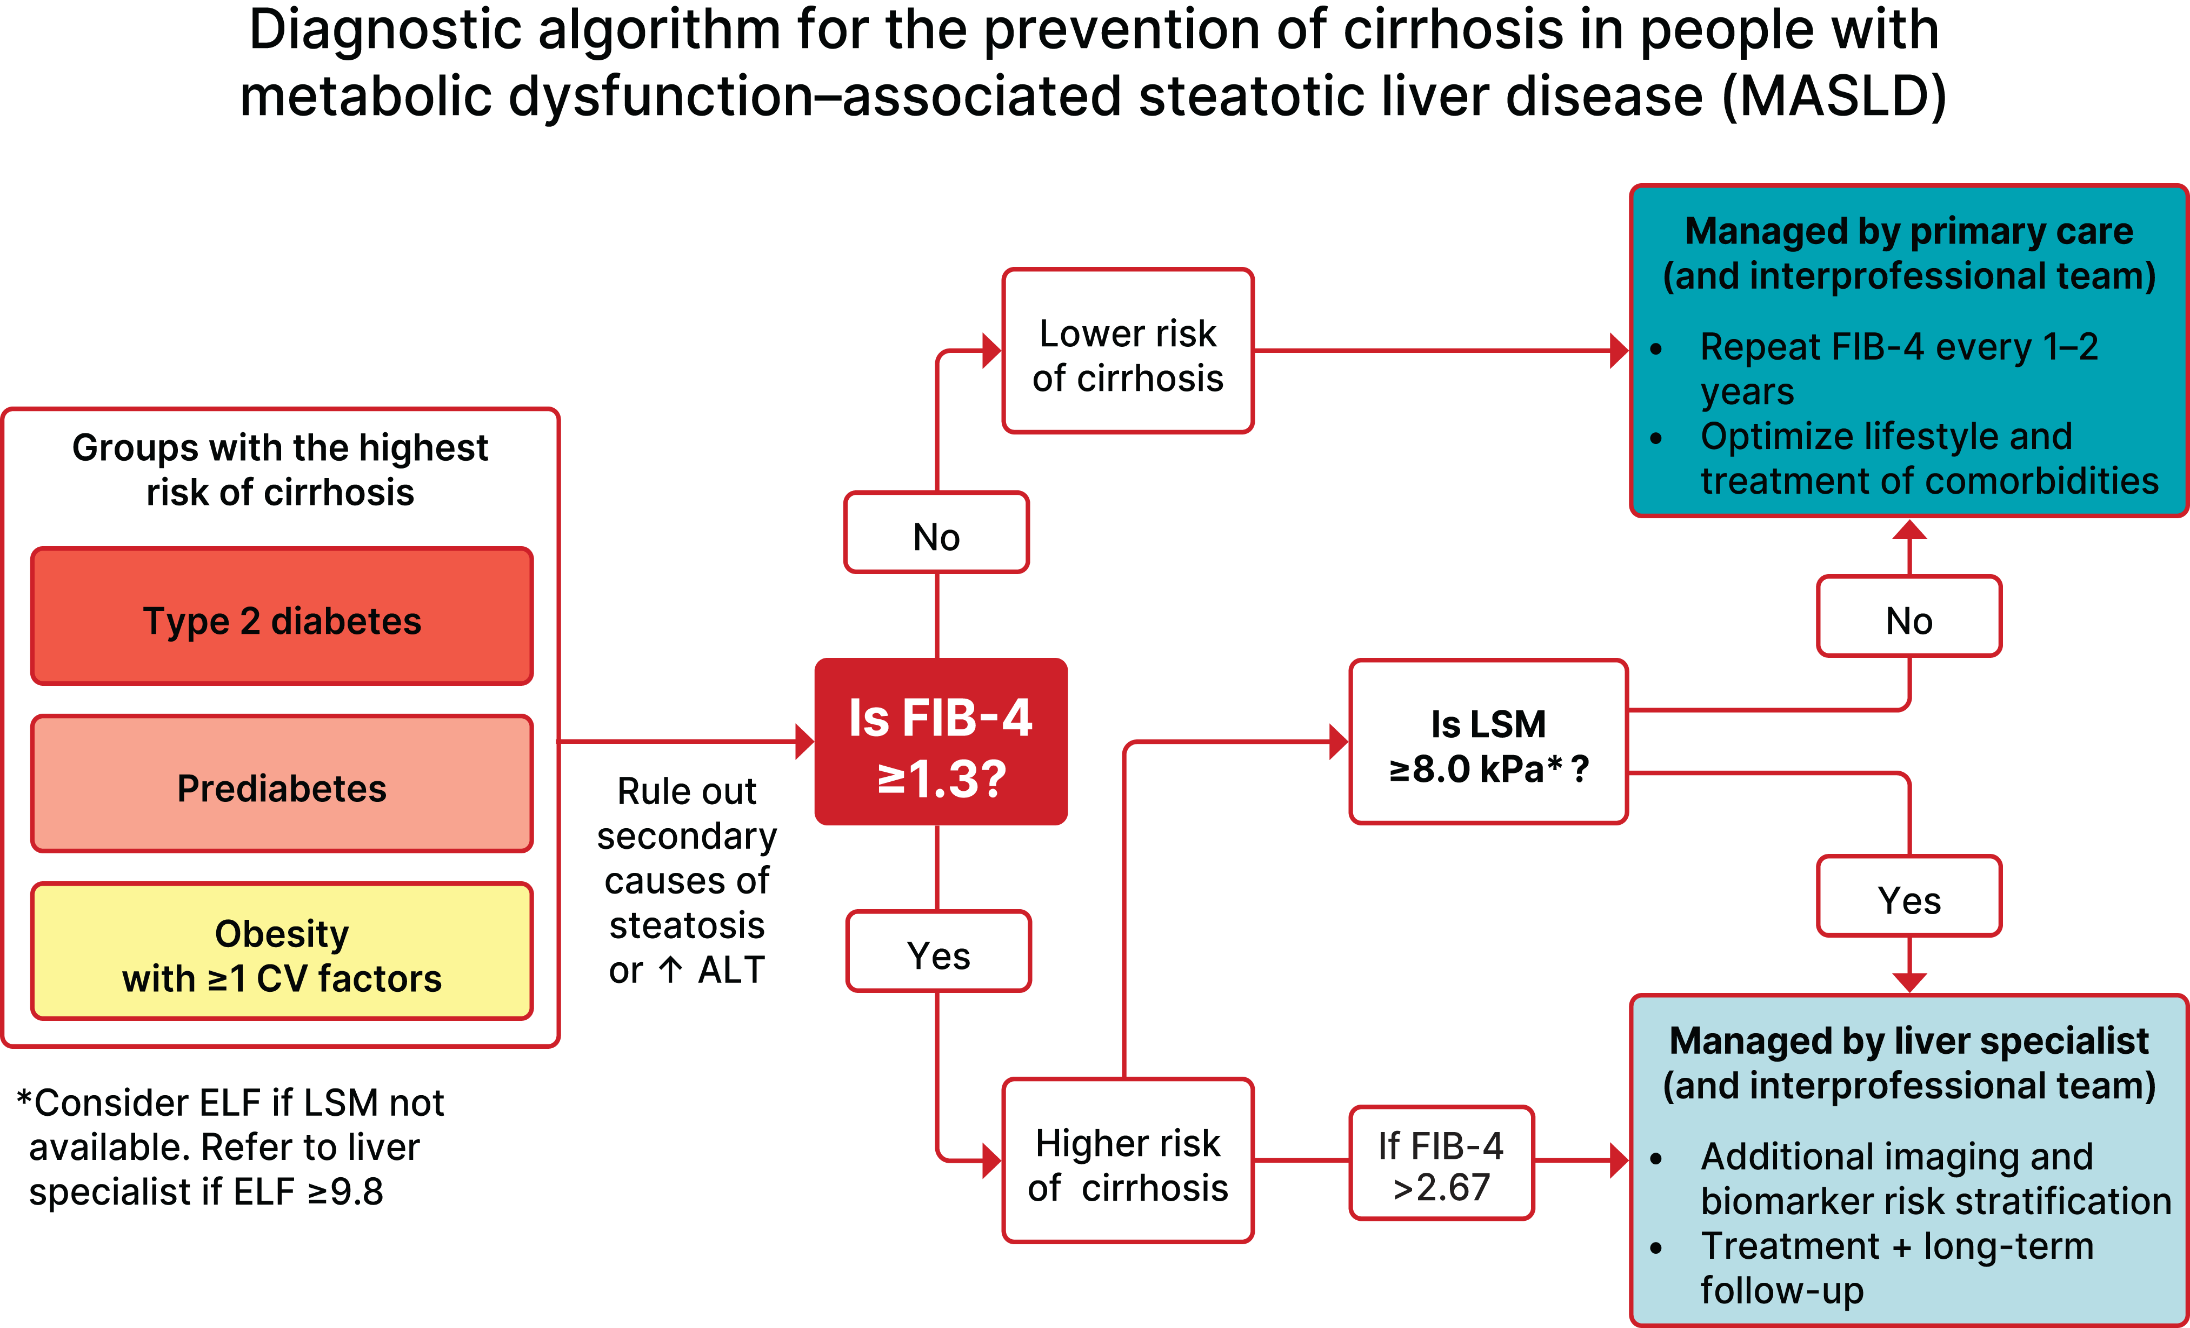 Diagnostic algorithm for the prevention of cirrhosis in people with
metabolic dysfunction–associated steatotic liver disease (MASLD)
Groups with the highest
risk of cirrhosis
Type 2 diabetes
Prediabetes
Obesity
with ≥1 CV factors
*Consider ELF if LSM not
available. Refer to liver
specialist if ELF ≥9.8
Rule out
secondary
causes of
steatosis
or ↑ ALT
Is FIB-4
≥1.3?
No
Lower risk
of cirrhosis
Yes
Higher risk
of cirrhosis
Is LSM
≥8.0 kPa*?
If FIB-4
>2.67
No
Yes
Managed by primary care
(and interprofessional team)
• Repeat FIB-4 every 1–2
years
• Optimize lifestyle and
treatment of comorbidities
Managed by liver specialist
(and interprofessional team)
• Additional imaging and
biomarker risk stratification
• Treatment + long-term
follow-up